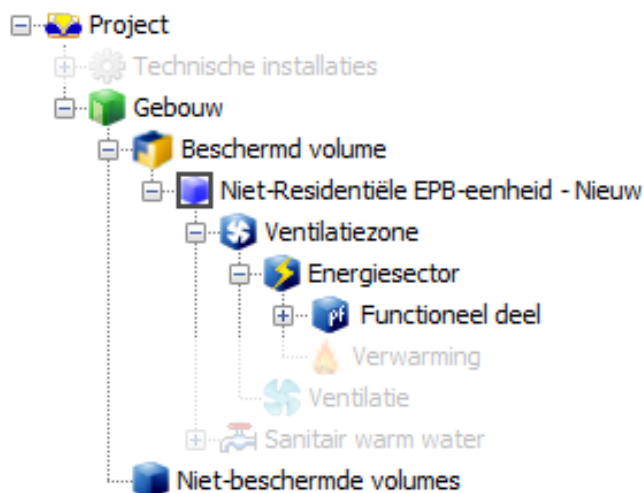 Project
Technische installaties
Gebouw
Beschermd volume
Niet-Residentiële EPB-eenheid - Nieuw
Ventilatiezone
Energiesector
pf Functioneel deel
Verwarming
Ventilatie
Sanitair warm water
Niet-beschermde volumes